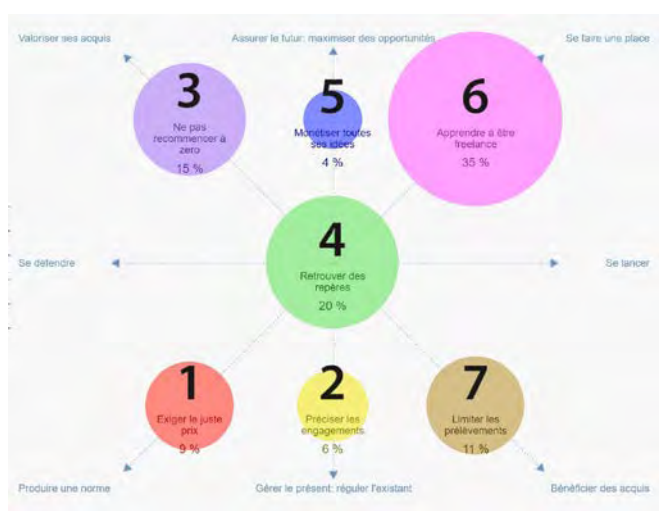 Valoriser ses acquis
Assurer le futur: maximiser des opportunités
Se faire une place
3
Ne pas
recommencer à
zero
15 %
5
Monétiser toutes
ses idées
4 %
6
Apprendre à être
freelance
35 %
Se défendre
4
Retrouver des
repères
20 %
Se lancer
1
Exiger le juste
prix
9 %
2
Préciser les
engagements
6 %
7
Limiter les
prélèvements
11 %
Produire une norme
Gérer le présent: réguler l'existant
Bénéficier des acquis